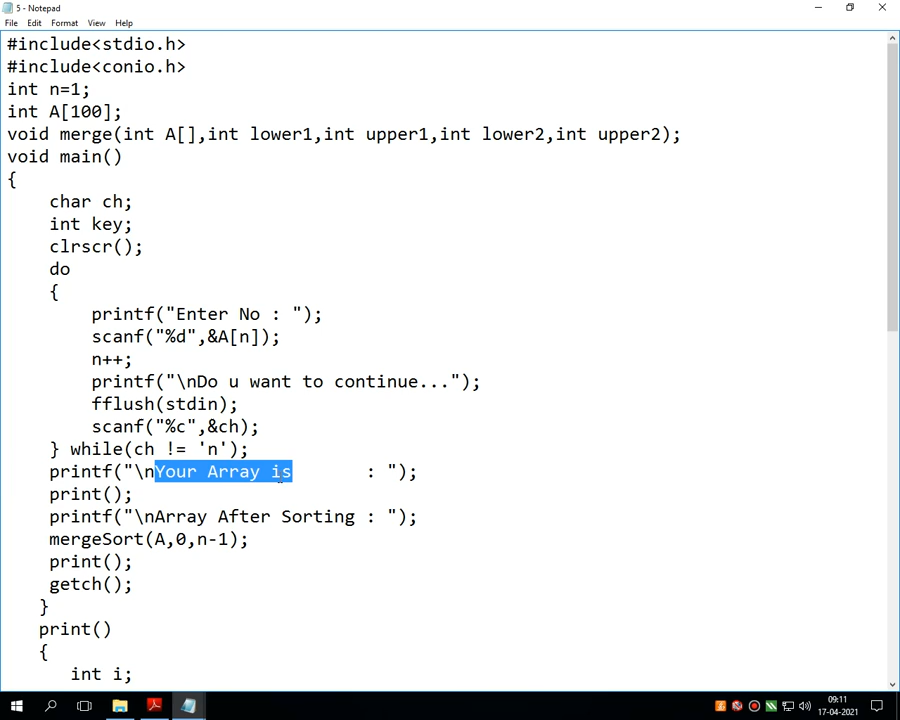 5 - Notepad
File Edit Format View Help
#include<stdio.h>
#include<conio.h>
int n=1;
int A[100];
void merge(int A[],int lower1,int upper1,int lower2,int upper2);
void main()
{
    char ch;
    int key;
    clrscr();
    do
    {
        printf("Enter No : ");
        scanf("%d",&A[n]);
        n++;
        printf("\nDo u want to continue...");
        fflush(stdin);
        scanf("%c",&ch);
    } while(ch != 'n');
    printf("\nYour Array is       : ");
    print();
    printf("\nArray After Sorting : ");
    mergeSort(A,0,n-1);
    print();
    getch();
   }
   print()
   {
      int i;
09:11
17-04-2021